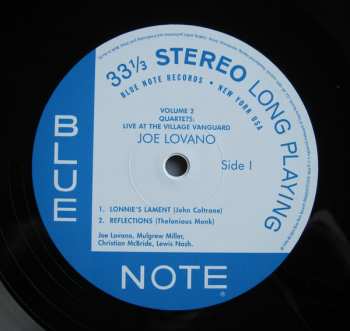 33⅓ STEREO LONG PLAYING
BLUE NOTE RECORDS • NEW YORK USA
VOLUME 2
QUARTETS:
LIVE AT THE VILLAGE VANGUARD
JOE LOVANO
Side 1
1. LONNIE'S LAMENT (John Coltrane)
2. REFLECTIONS (Thelonious Monk)
Joe Lovano, Mulgrew Miller,
Christian McBride, Lewis Nash.
BLUE
NOTE
®